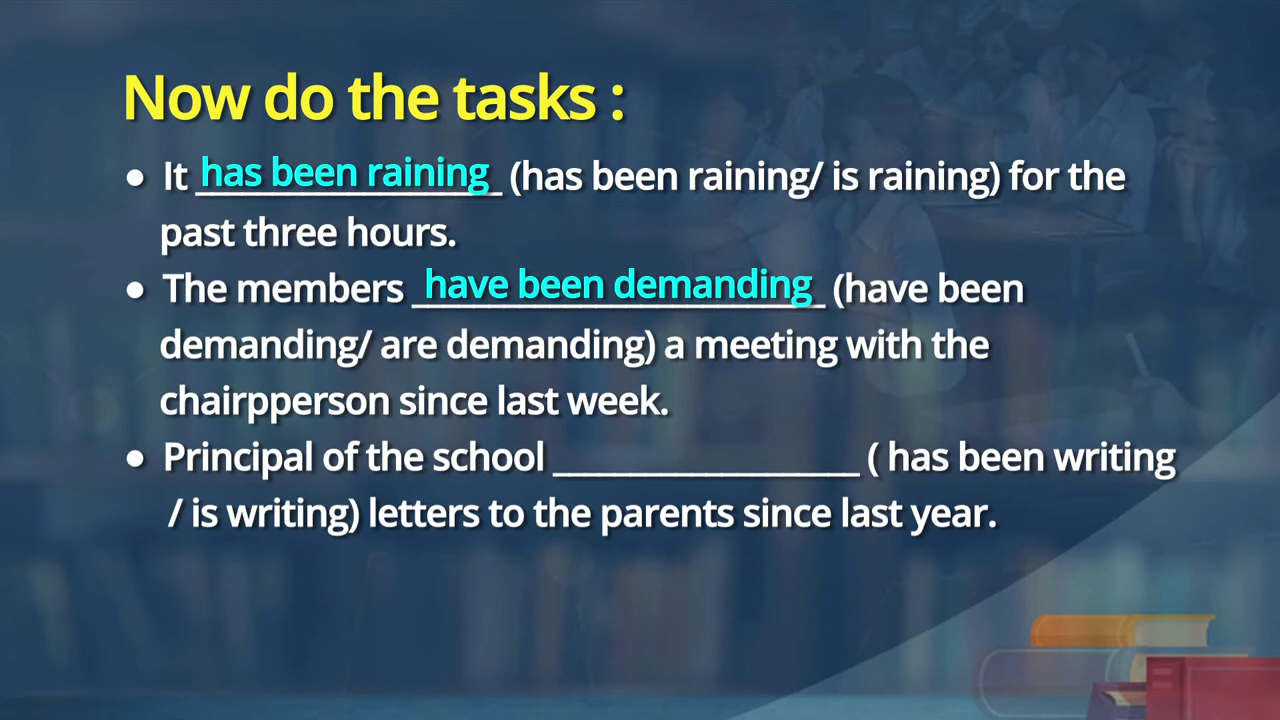 Now do the tasks :
● It has been raining (has been raining/ is raining) for the
past three hours.
● The members have been demanding (have been
demanding/ are demanding) a meeting with the
chairpperson since last week.
● Principal of the school _________________ ( has been writing
/ is writing) letters to the parents since last year.